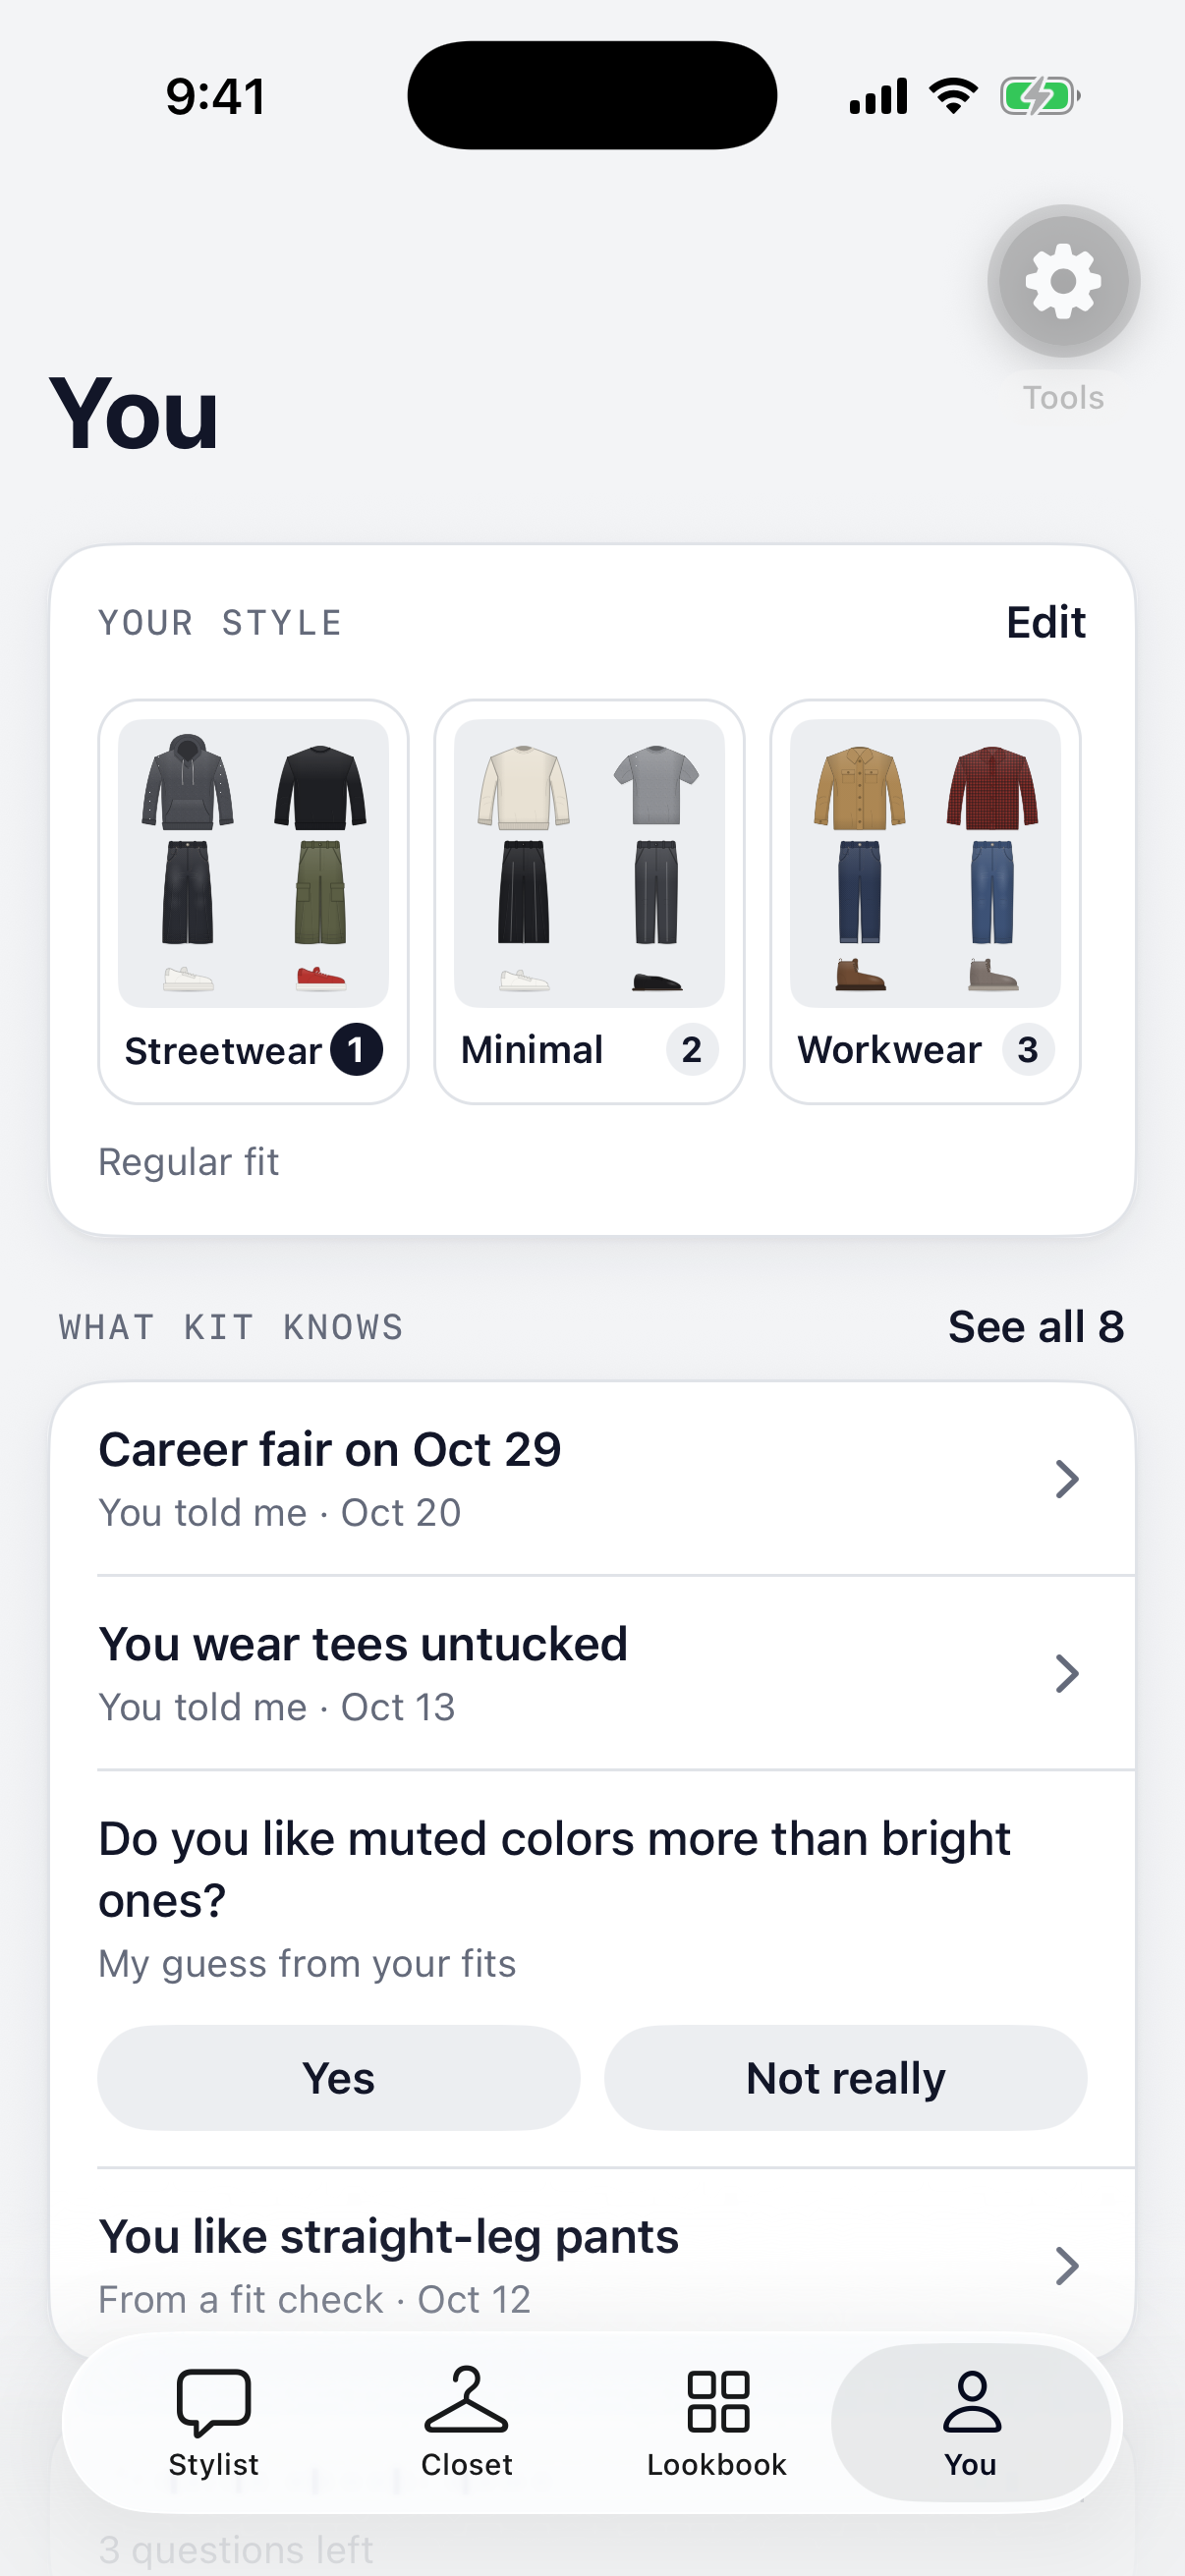 9:41
Tools
You
YOUR STYLE
Edit
Streetwear 1
Minimal 2
Workwear 3
Regular fit
WHAT KIT KNOWS
See all 8
Career fair on Oct 29
You told me · Oct 20
You wear tees untucked
You told me · Oct 13
Do you like muted colors more than bright
ones?
My guess from your fits
Yes
Not really
You like straight-leg pants
From a fit check · Oct 12
Stylist
Closet
Lookbook
You
3 questions left